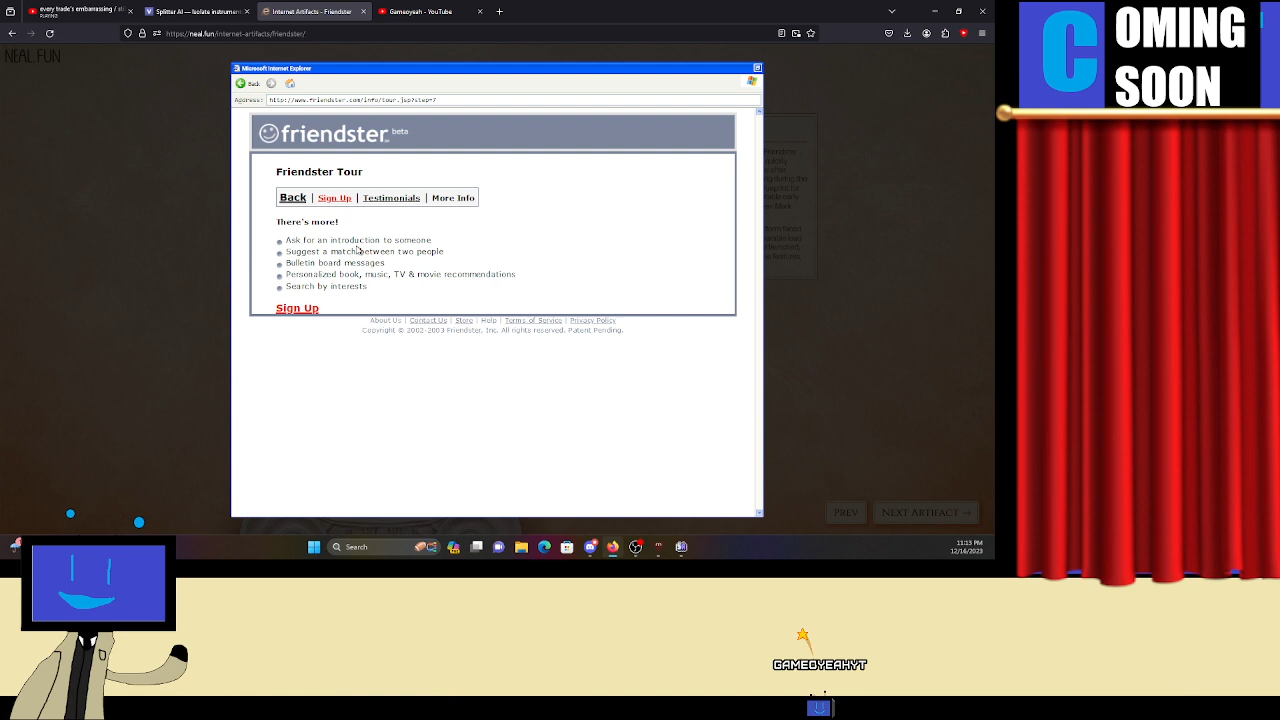 every trade's embarrassing / sti
PLAYING
Splitter AI — Isolate instrumen
Internet Artifacts - Friendster
Gameoyeah - YouTube
https://neal.fun/internet-artifacts/friendster/
NEAL.FUN
Microsoft Internet Explorer
Back
Address: http://www.friendster.com/info/tour.jsp?step=7
friendster beta
Friendster Tour
Back | Sign Up | Testimonials | More Info
There's more!
Ask for an introduction to someone
Suggest a match between two people
Bulletin board messages
Personalized book, music, TV & movie recommendations
Search by interests
Sign Up
About Us | Contact Us | Store | Help | Terms of Service | Privacy Policy
Copyright © 2002-2003 Friendster, Inc. All rights reserved. Patent Pending.
PREV
NEXT ARTIFACT →
Search
11:13 PM
12/16/2023
COMING
SOON
GAMEOYEAHYT